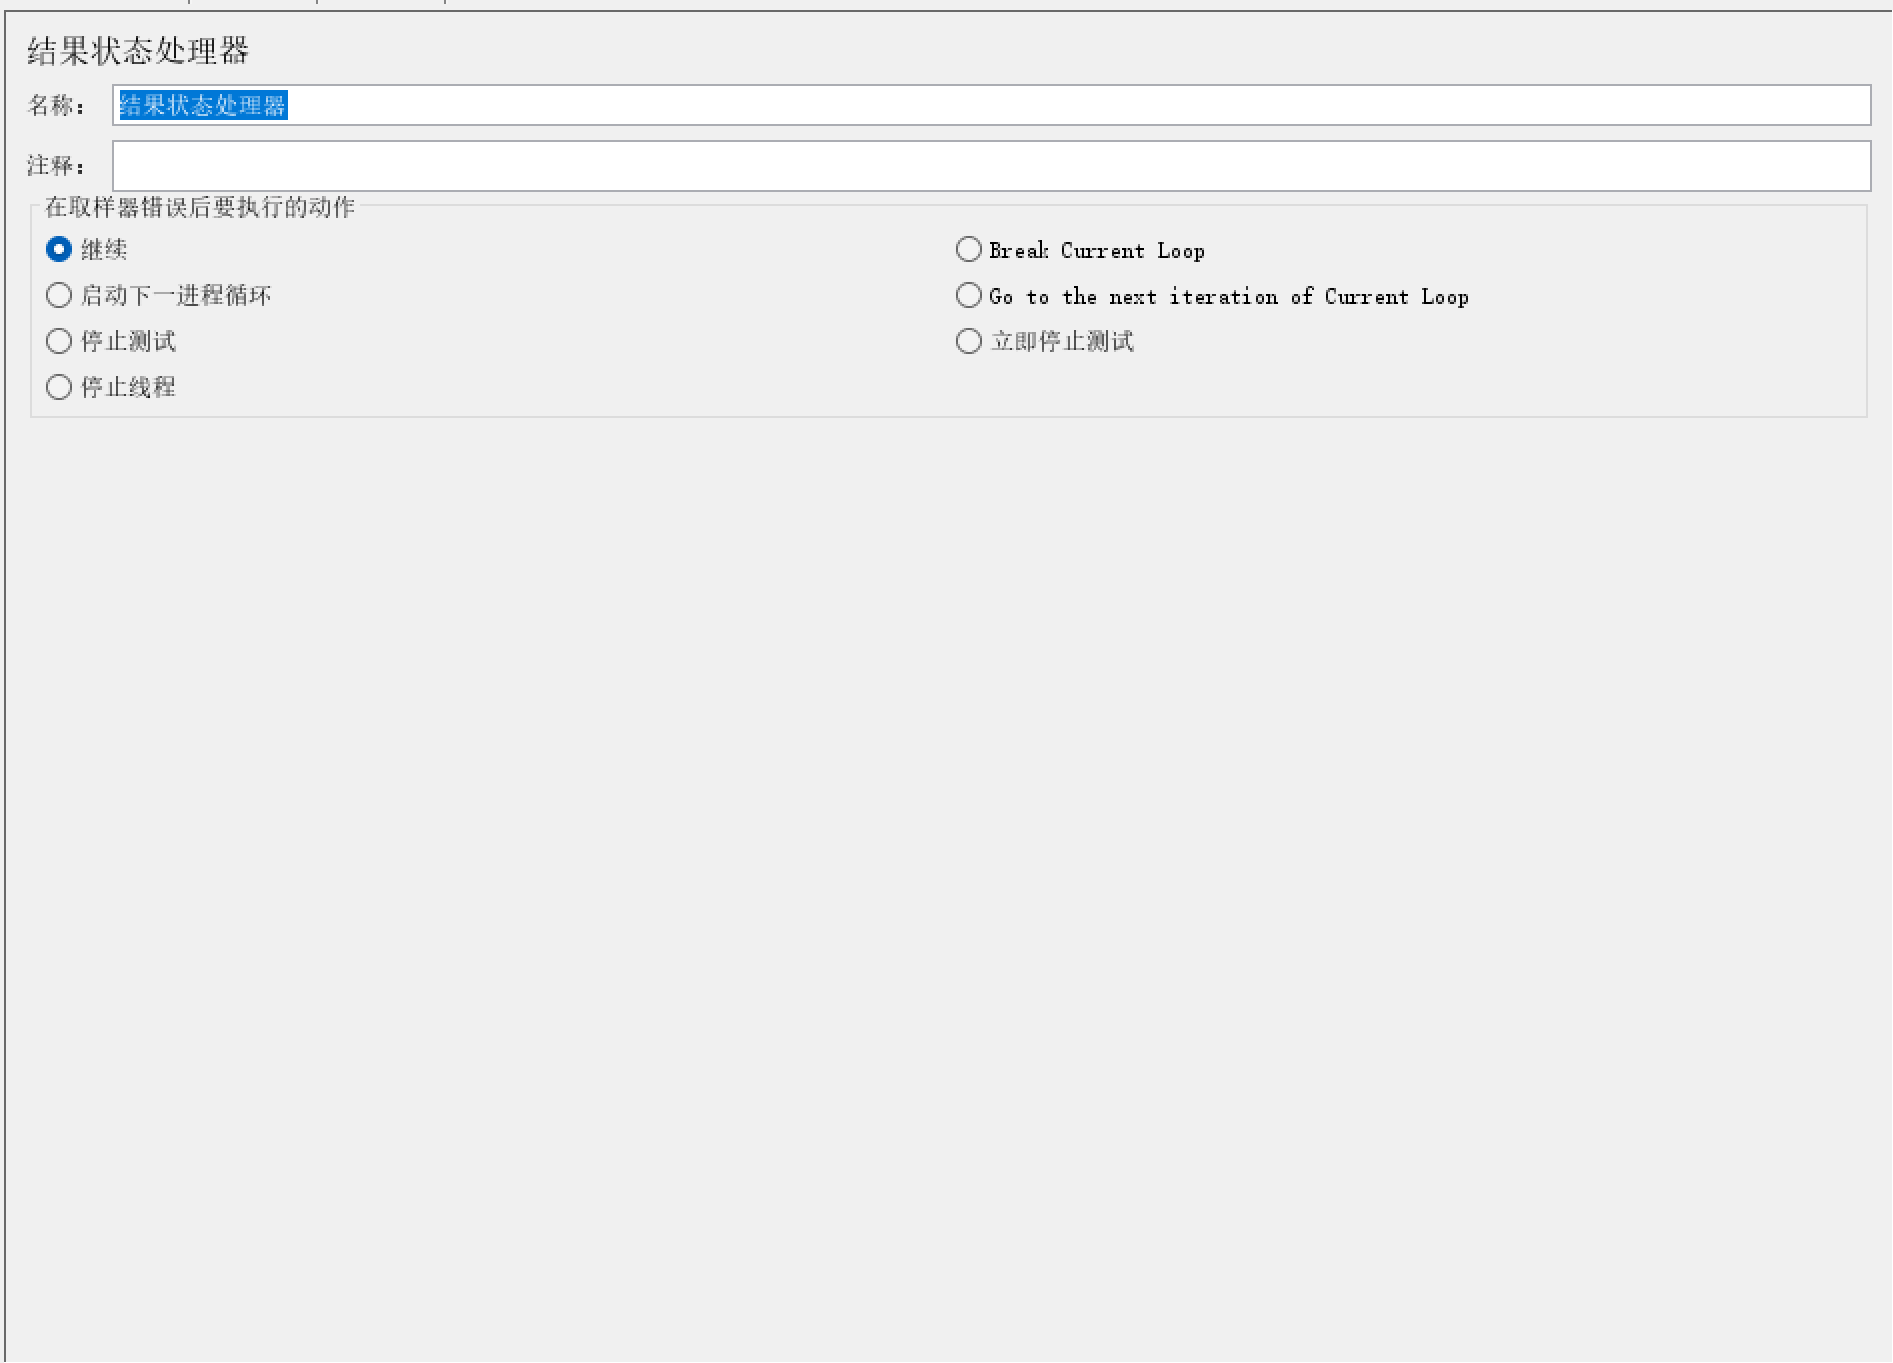 结果状态处理器
名称： 结果状态处理器
注释：
在取样器错误后要执行的动作
继续 Break Current Loop
启动下一进程循环 Go to the next iteration of Current Loop
停止测试 立即停止测试
停止线程